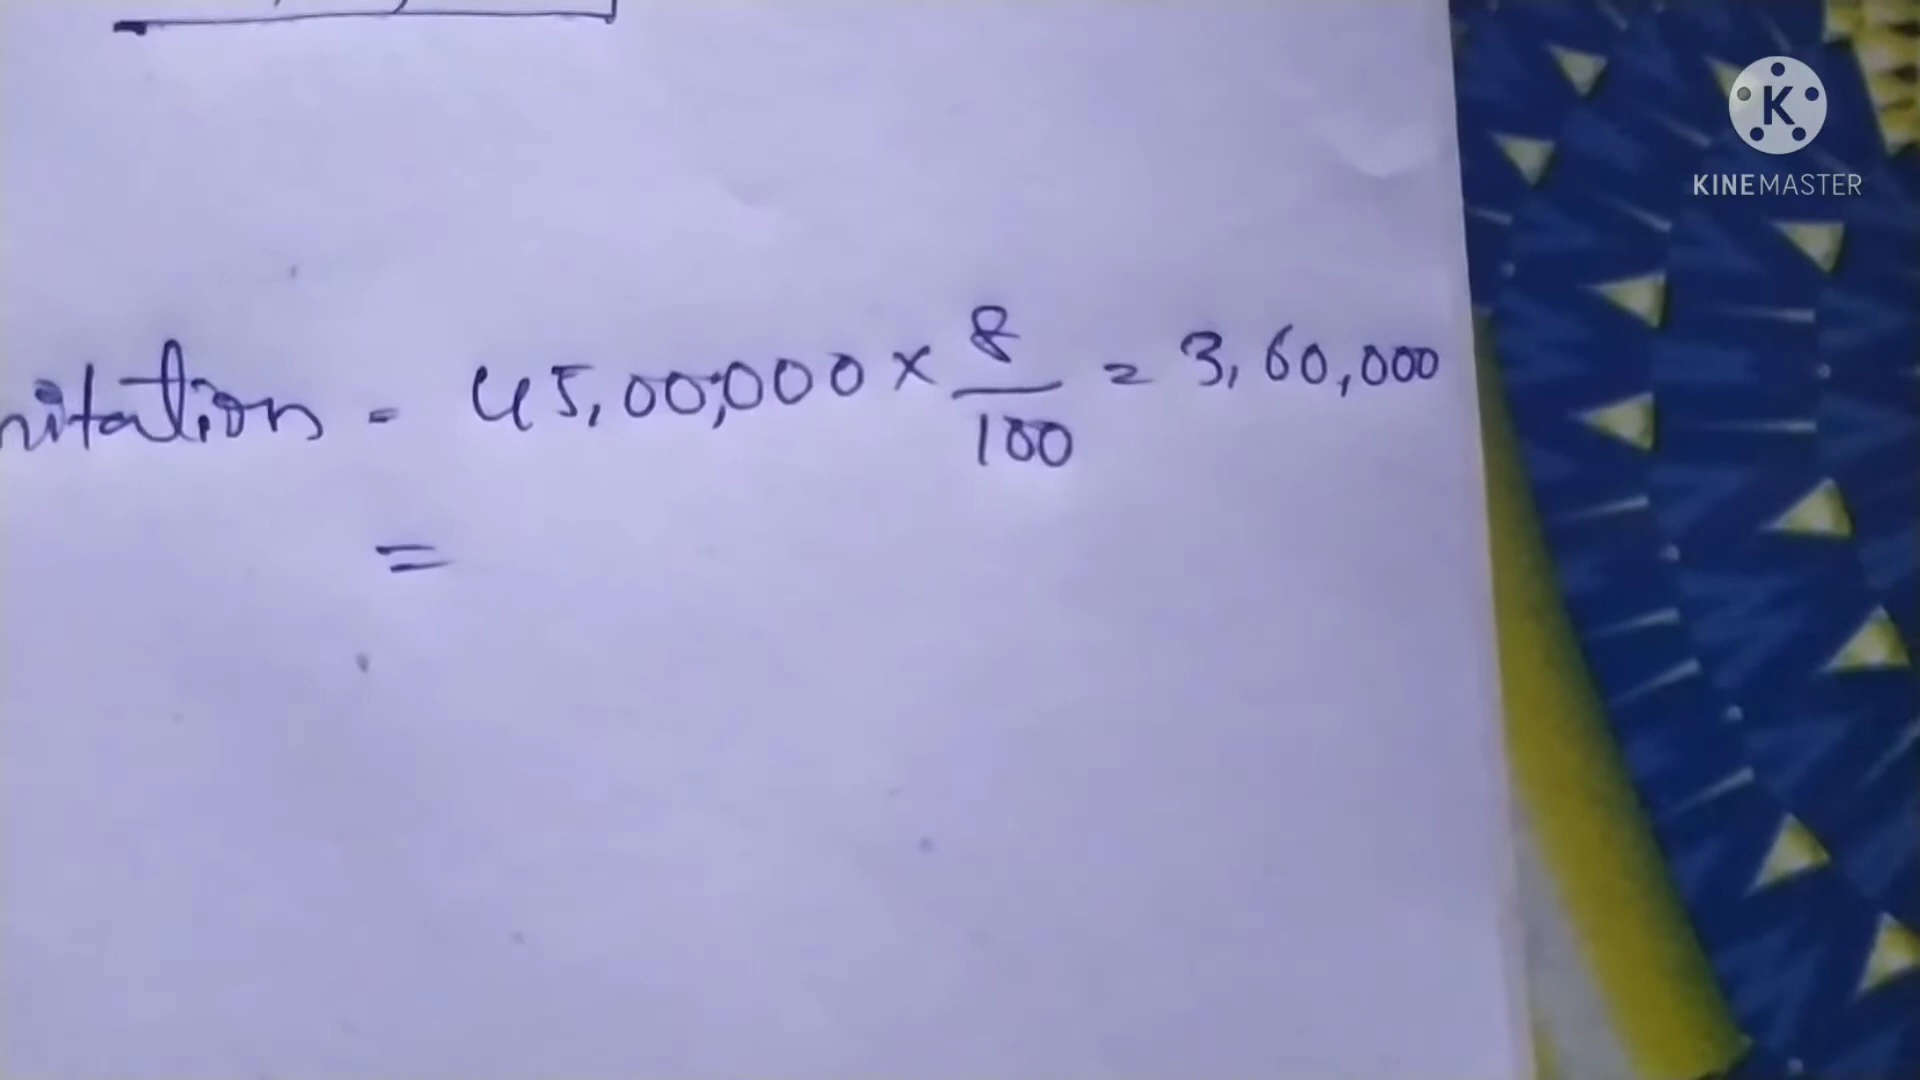 KINEMASTER
nitation = 45,00,000 × 8/100 = 3,60,000
=